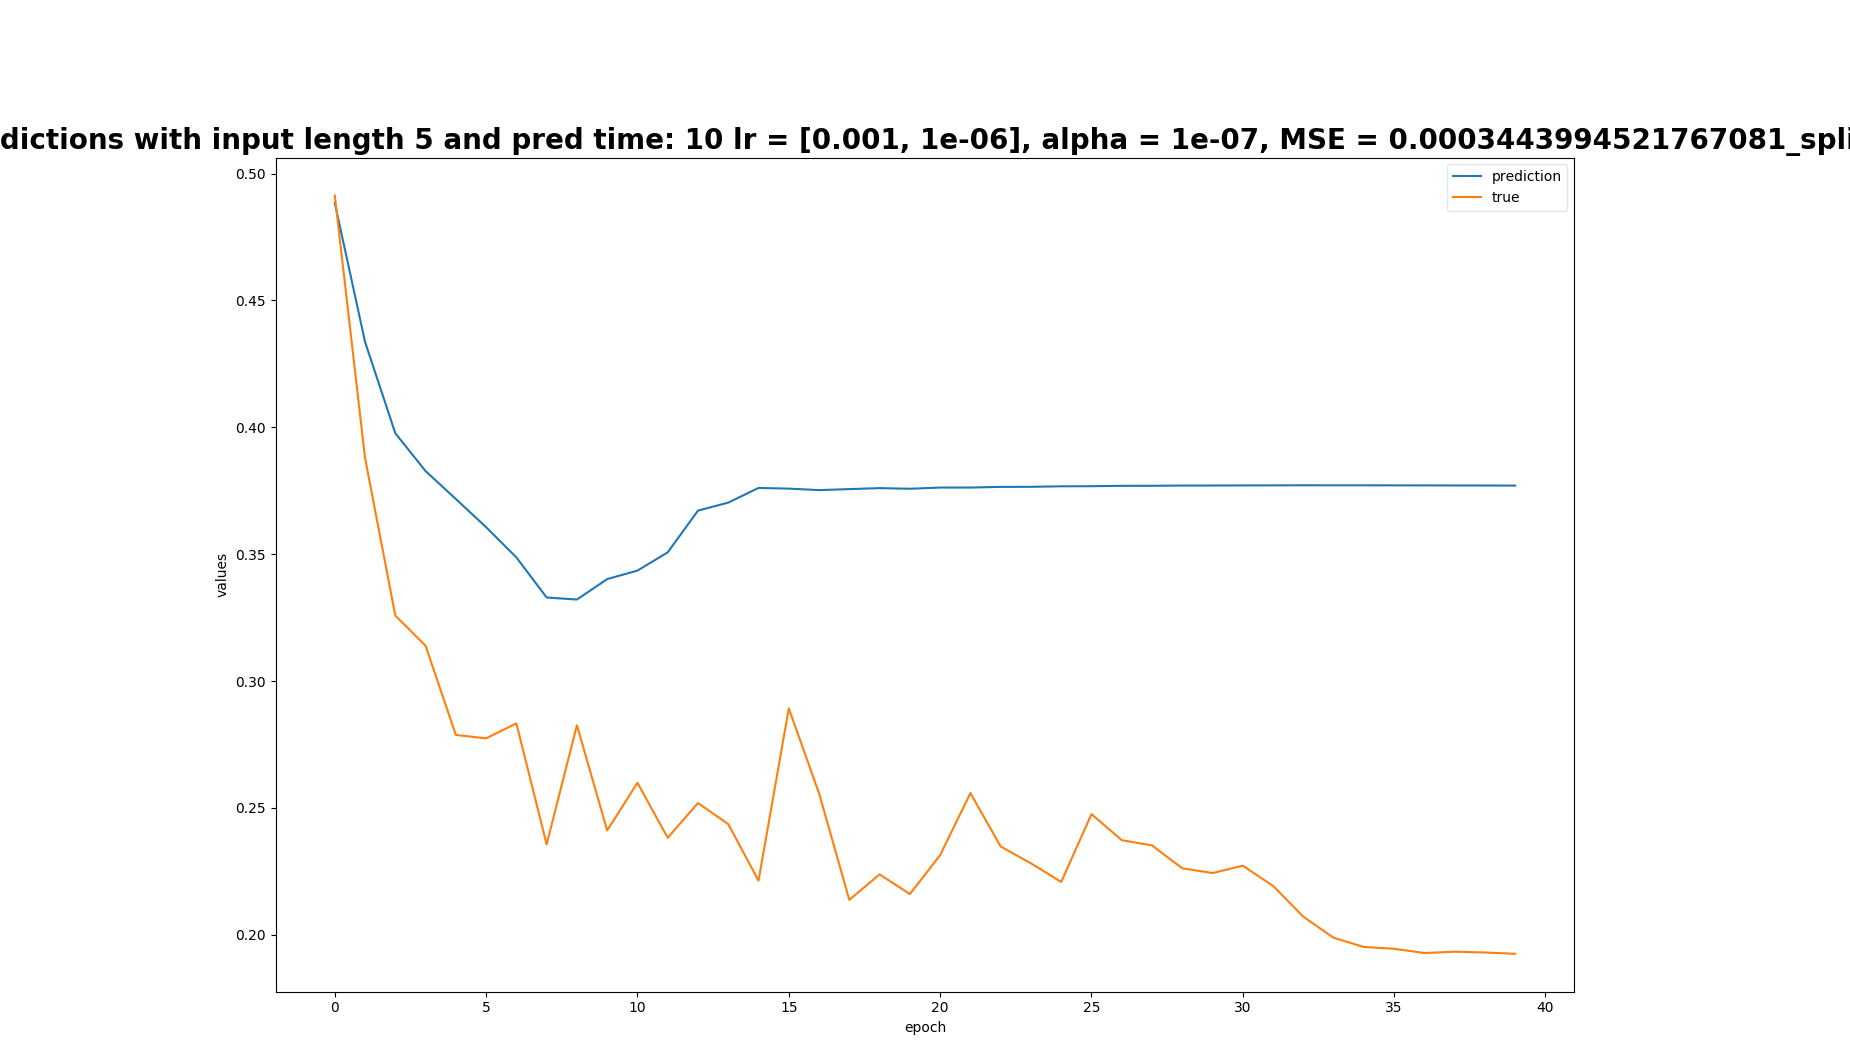 dictions with input length 5 and pred time: 10 lr = [0.001, 1e-06], alpha = 1e-07, MSE = 0.0003443994521767081_spli
prediction
true
0.50
0.45
0.40
0.35
0.30
0.25
0.20
values
0 5 10 15 20 25 30 35 40
epoch